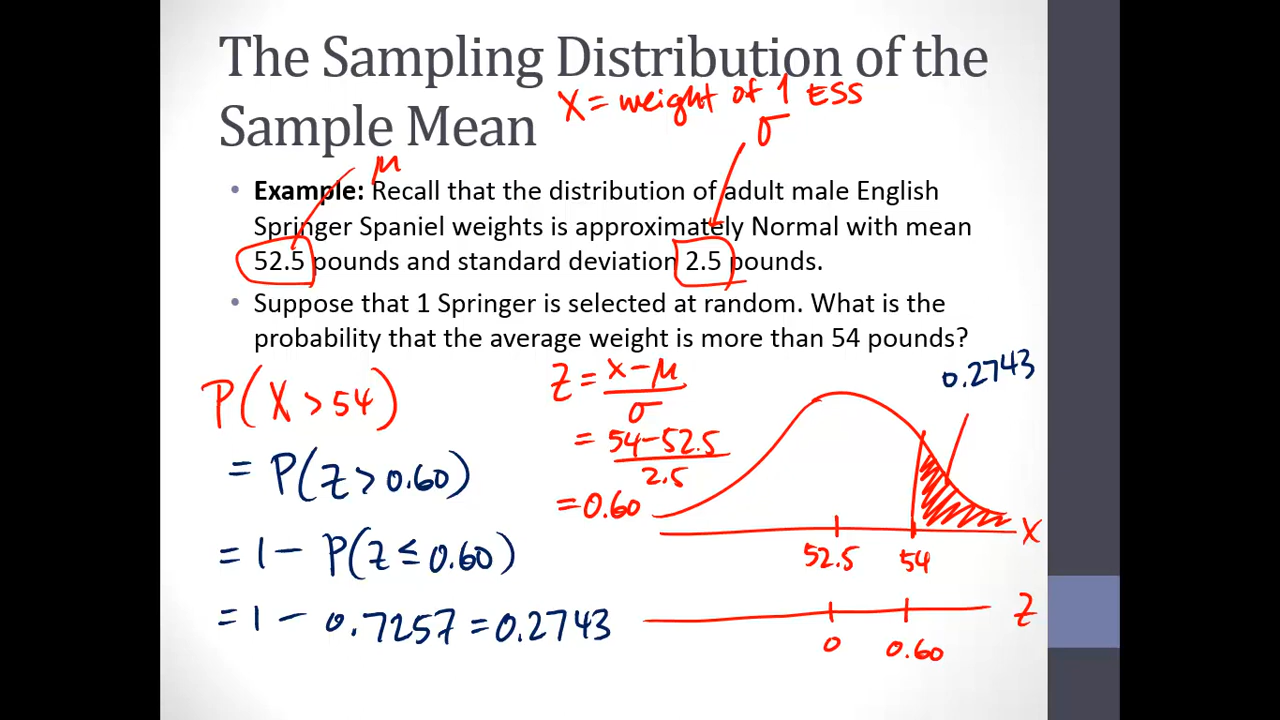 The Sampling Distribution of the
X = weight of 1 ESS
Sample Mean
σ
μ
• Example: Recall that the distribution of adult male English
Springer Spaniel weights is approximately Normal with mean
52.5 pounds and standard deviation 2.5 pounds.
• Suppose that 1 Springer is selected at random. What is the
probability that the average weight is more than 54 pounds?
P(X > 54)
= P(Z > 0.60)
= 1 - P(Z ≤ 0.60)
= 1 - 0.7257 = 0.2743
Z = (x - μ)/σ
= (54 - 52.5)/2.5
= 0.60
0.2743
52.5 54 X
Z
0 0.60